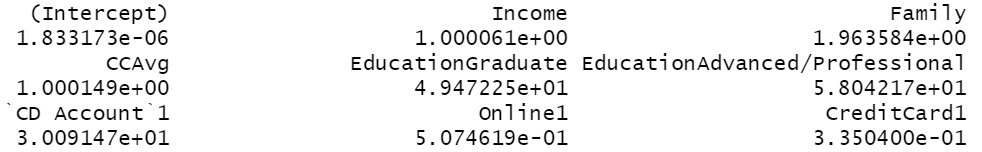 (Intercept) Income Family
1.833173e-06 1.000061e+00 1.963584e+00
CCAvg EducationGraduate EducationAdvanced/Professional
1.000149e+00 4.947225e+01 5.804217e+01
`CD Account`1 Online1 CreditCard1
3.009147e+01 5.074619e-01 3.350400e-01